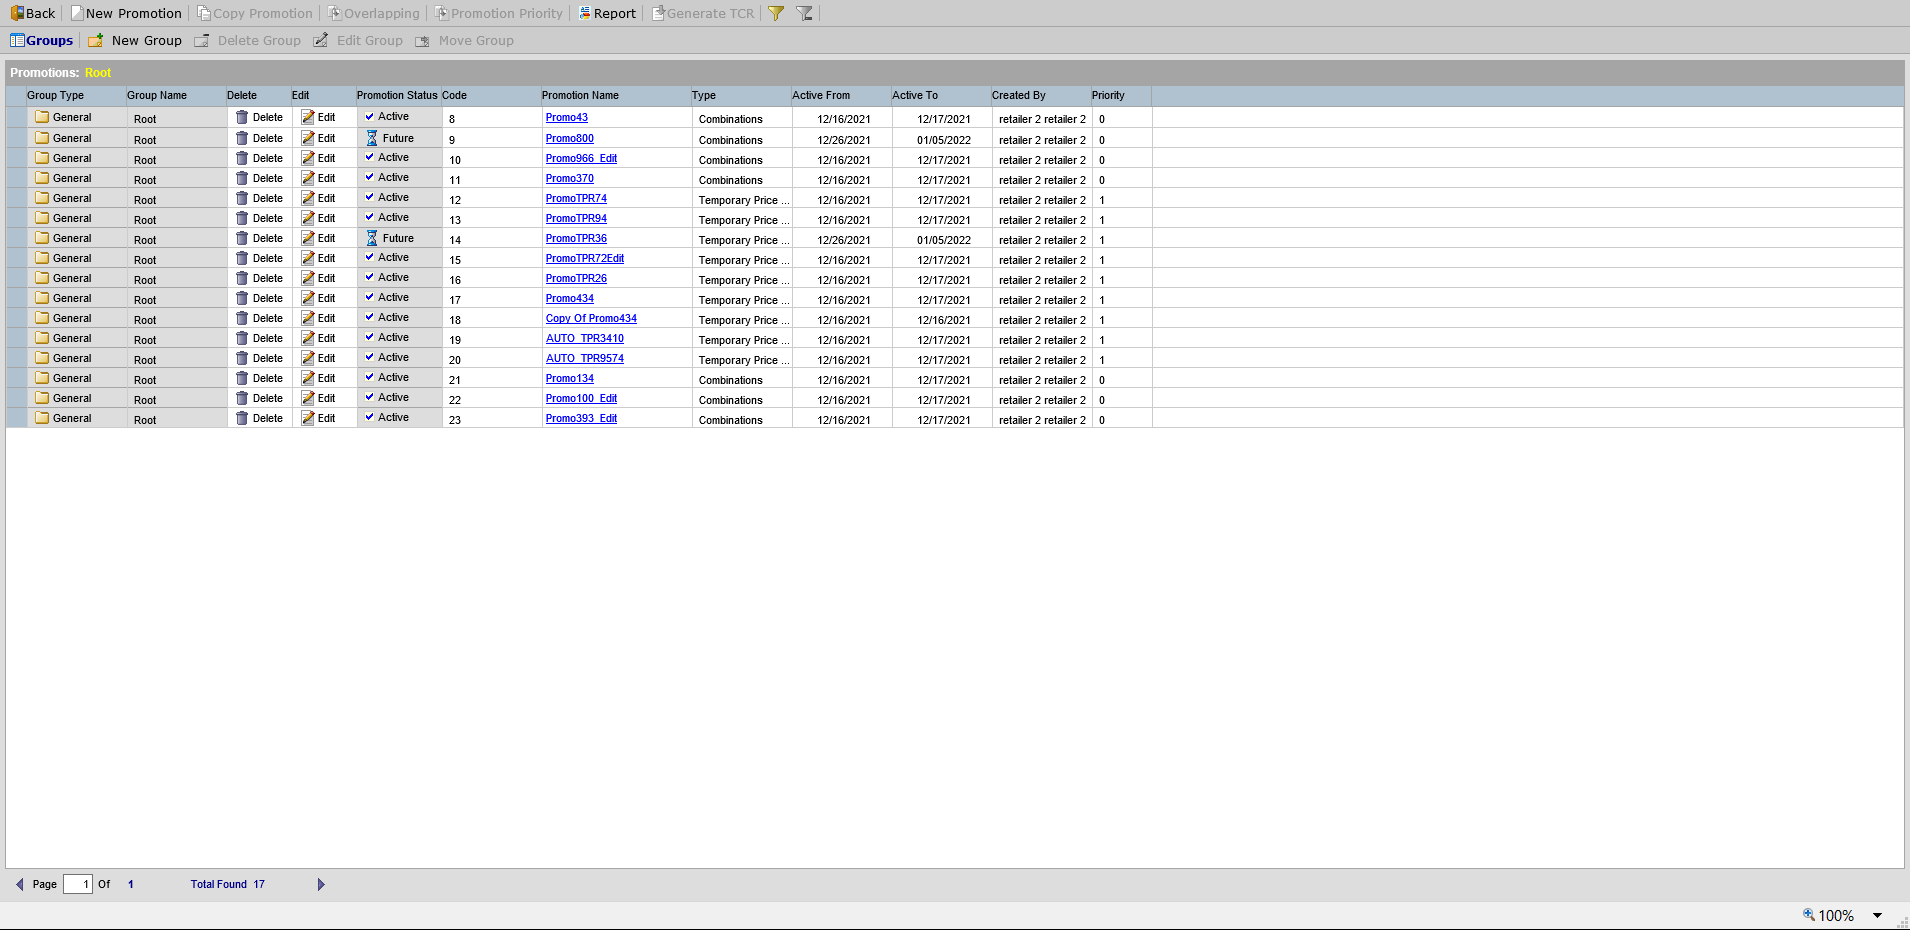 Back New Promotion Copy Promotion Overlapping Promotion Priority Report Generate TCR
Groups New Group Delete Group Edit Group Move Group
Promotions: Root
Group Type Group Name Delete Edit Promotion Status Code Promotion Name Type Active From Active To Created By Priority
General Root Delete Edit Active 8 Promo43 Combinations 12/16/2021 12/17/2021 retailer 2 retailer 2 0
General Root Delete Edit Future 9 Promo800 Combinations 12/26/2021 01/05/2022 retailer 2 retailer 2 0
General Root Delete Edit Active 10 Promo966_Edit Combinations 12/16/2021 12/17/2021 retailer 2 retailer 2 0
General Root Delete Edit Active 11 Promo370 Combinations 12/16/2021 12/17/2021 retailer 2 retailer 2 0
General Root Delete Edit Active 12 PromoTPR74 Temporary Price ... 12/16/2021 12/17/2021 retailer 2 retailer 2 1
General Root Delete Edit Active 13 PromoTPR94 Temporary Price ... 12/16/2021 12/17/2021 retailer 2 retailer 2 1
General Root Delete Edit Future 14 PromoTPR36 Temporary Price ... 12/26/2021 01/05/2022 retailer 2 retailer 2 1
General Root Delete Edit Active 15 PromoTPR72Edit Temporary Price ... 12/16/2021 12/17/2021 retailer 2 retailer 2 1
General Root Delete Edit Active 16 PromoTPR26 Temporary Price ... 12/16/2021 12/17/2021 retailer 2 retailer 2 1
General Root Delete Edit Active 17 Promo434 Temporary Price ... 12/16/2021 12/17/2021 retailer 2 retailer 2 1
General Root Delete Edit Active 18 Copy Of Promo434 Temporary Price ... 12/16/2021 12/16/2021 retailer 2 retailer 2 1
General Root Delete Edit Active 19 AUTO_TPR3410 Temporary Price ... 12/16/2021 12/17/2021 retailer 2 retailer 2 1
General Root Delete Edit Active 20 AUTO_TPR9574 Temporary Price ... 12/16/2021 12/17/2021 retailer 2 retailer 2 1
General Root Delete Edit Active 21 Promo134 Combinations 12/16/2021 12/17/2021 retailer 2 retailer 2 0
General Root Delete Edit Active 22 Promo100_Edit Combinations 12/16/2021 12/17/2021 retailer 2 retailer 2 0
General Root Delete Edit Active 23 Promo393_Edit Combinations 12/16/2021 12/17/2021 retailer 2 retailer 2 0
Page 1 Of 1 Total Found 17
100%